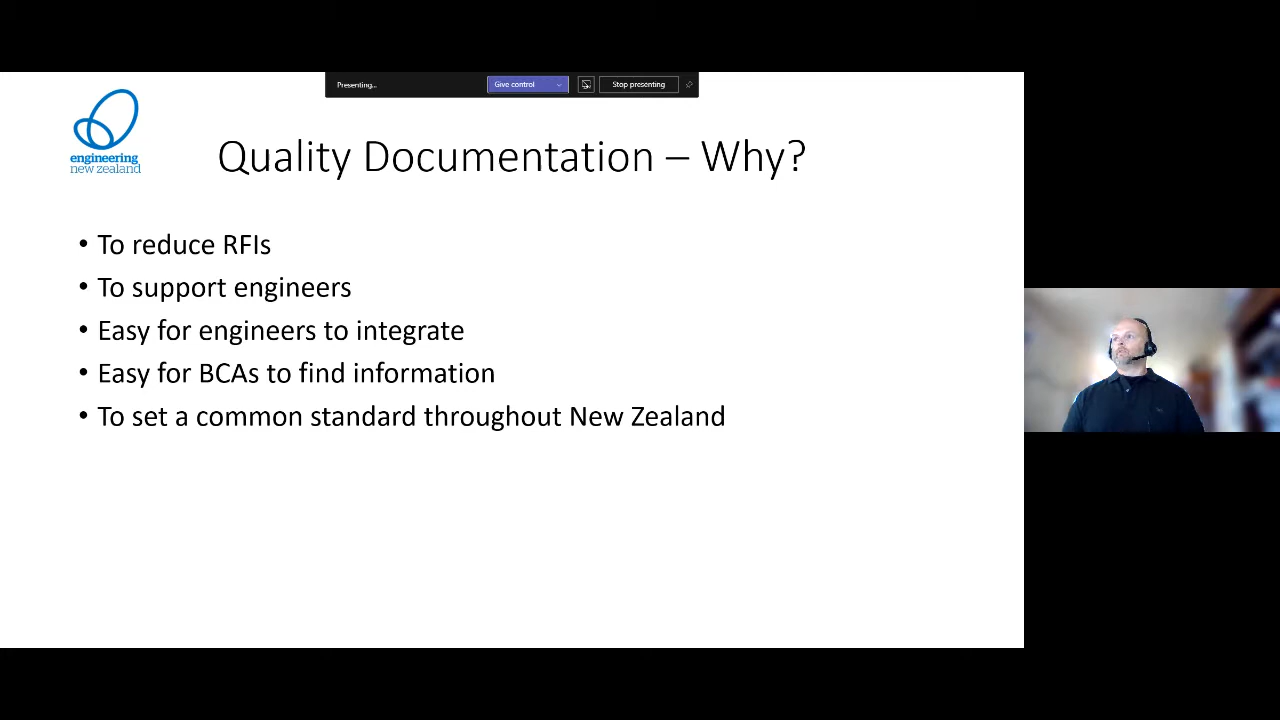 Presenting...
Give control
Stop presenting
engineering
new zealand
Quality Documentation – Why?
• To reduce RFIs
• To support engineers
• Easy for engineers to integrate
• Easy for BCAs to find information
• To set a common standard throughout New Zealand